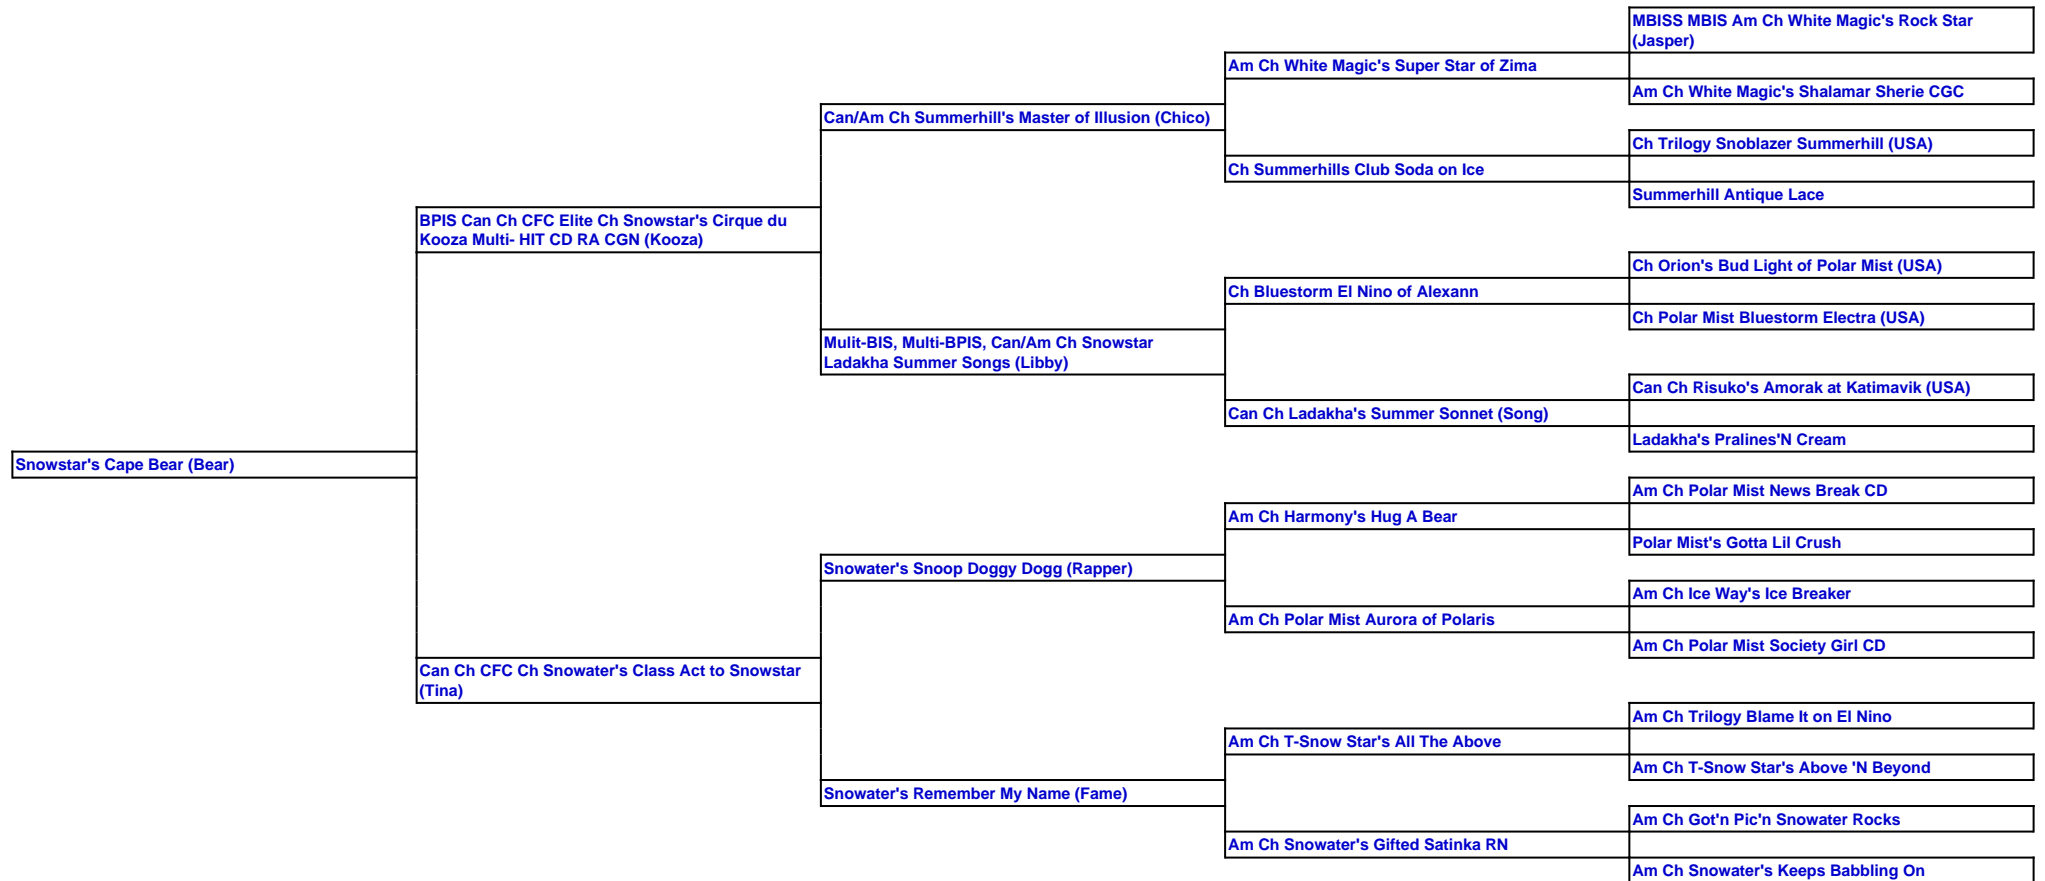 MBISS MBIS Am Ch White Magic's Rock Star
(Jasper)
Am Ch White Magic's Super Star of Zima
Am Ch White Magic's Shalamar Sherie CGC
Can/Am Ch Summerhill's Master of Illusion (Chico)
Ch Trilogy Snoblazer Summerhill (USA)
Ch Summerhills Club Soda on Ice
Summerhill Antique Lace
BPIS Can Ch CFC Elite Ch Snowstar's Cirque du
Kooza Multi- HIT CD RA CGN (Kooza)
Ch Orion's Bud Light of Polar Mist (USA)
Ch Bluestorm El Nino of Alexann
Ch Polar Mist Bluestorm Electra (USA)
Mulit-BIS, Multi-BPIS, Can/Am Ch Snowstar
Ladakha Summer Songs (Libby)
Can Ch Risuko's Amorak at Katimavik (USA)
Can Ch Ladakha's Summer Sonnet (Song)
Ladakha's Pralines'N Cream
Snowstar's Cape Bear (Bear)
Am Ch Polar Mist News Break CD
Am Ch Harmony's Hug A Bear
Polar Mist's Gotta Lil Crush
Snowater's Snoop Doggy Dogg (Rapper)
Am Ch Ice Way's Ice Breaker
Am Ch Polar Mist Aurora of Polaris
Am Ch Polar Mist Society Girl CD
Can Ch CFC Ch Snowater's Class Act to Snowstar
(Tina)
Am Ch Trilogy Blame It on El Nino
Am Ch T-Snow Star's All The Above
Am Ch T-Snow Star's Above 'N Beyond
Snowater's Remember My Name (Fame)
Am Ch Got'n Pic'n Snowater Rocks
Am Ch Snowater's Gifted Satinka RN
Am Ch Snowater's Keeps Babbling On